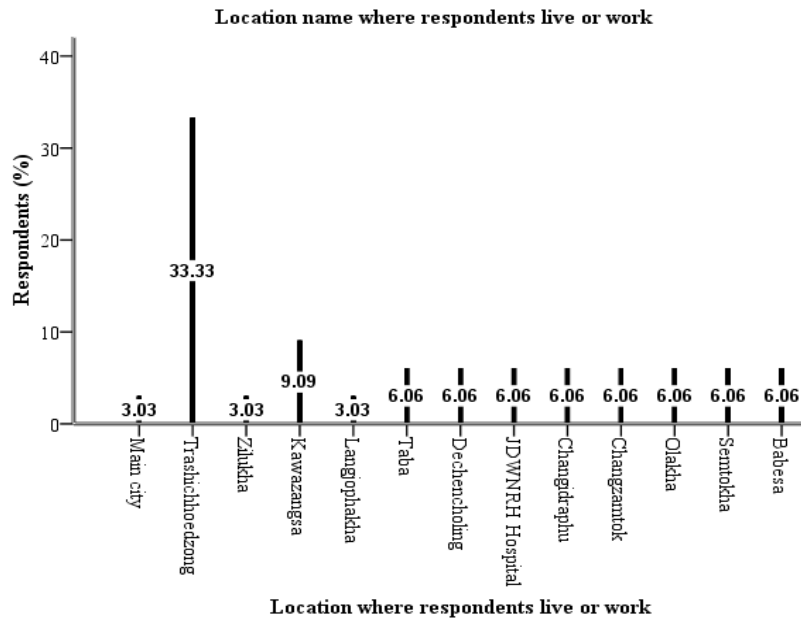 Location name where respondents live or work
Respondents (%)
40
30
20
10
0
3.03
33.33
3.03
9.09
3.03
6.06
6.06
6.06
6.06
6.06
6.06
6.06
6.06
Main city
Trashichhoedzong
Zilukha
Kawazangsa
Langjophakha
Taba
Dechencholing
JDWNRH Hospital
Changidraphu
Changzamtok
Olakha
Semtokha
Babesa
Location where respondents live or work